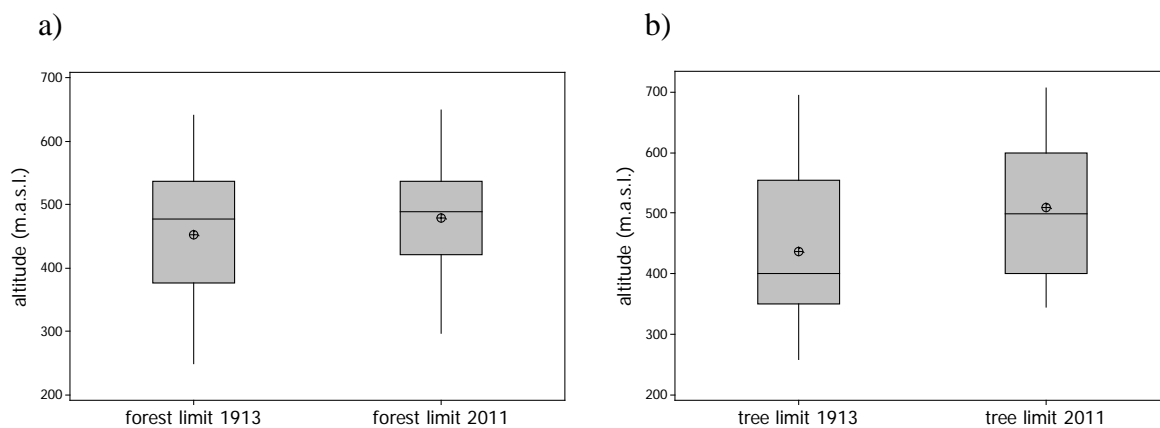 a)
700
600
500
400
300
200
altitude (m.a.s.l.)
forest limit 1913 forest limit 2011
b)
700
600
500
400
300
200
altitude (m.a.s.l.)
tree limit 1913 tree limit 2011